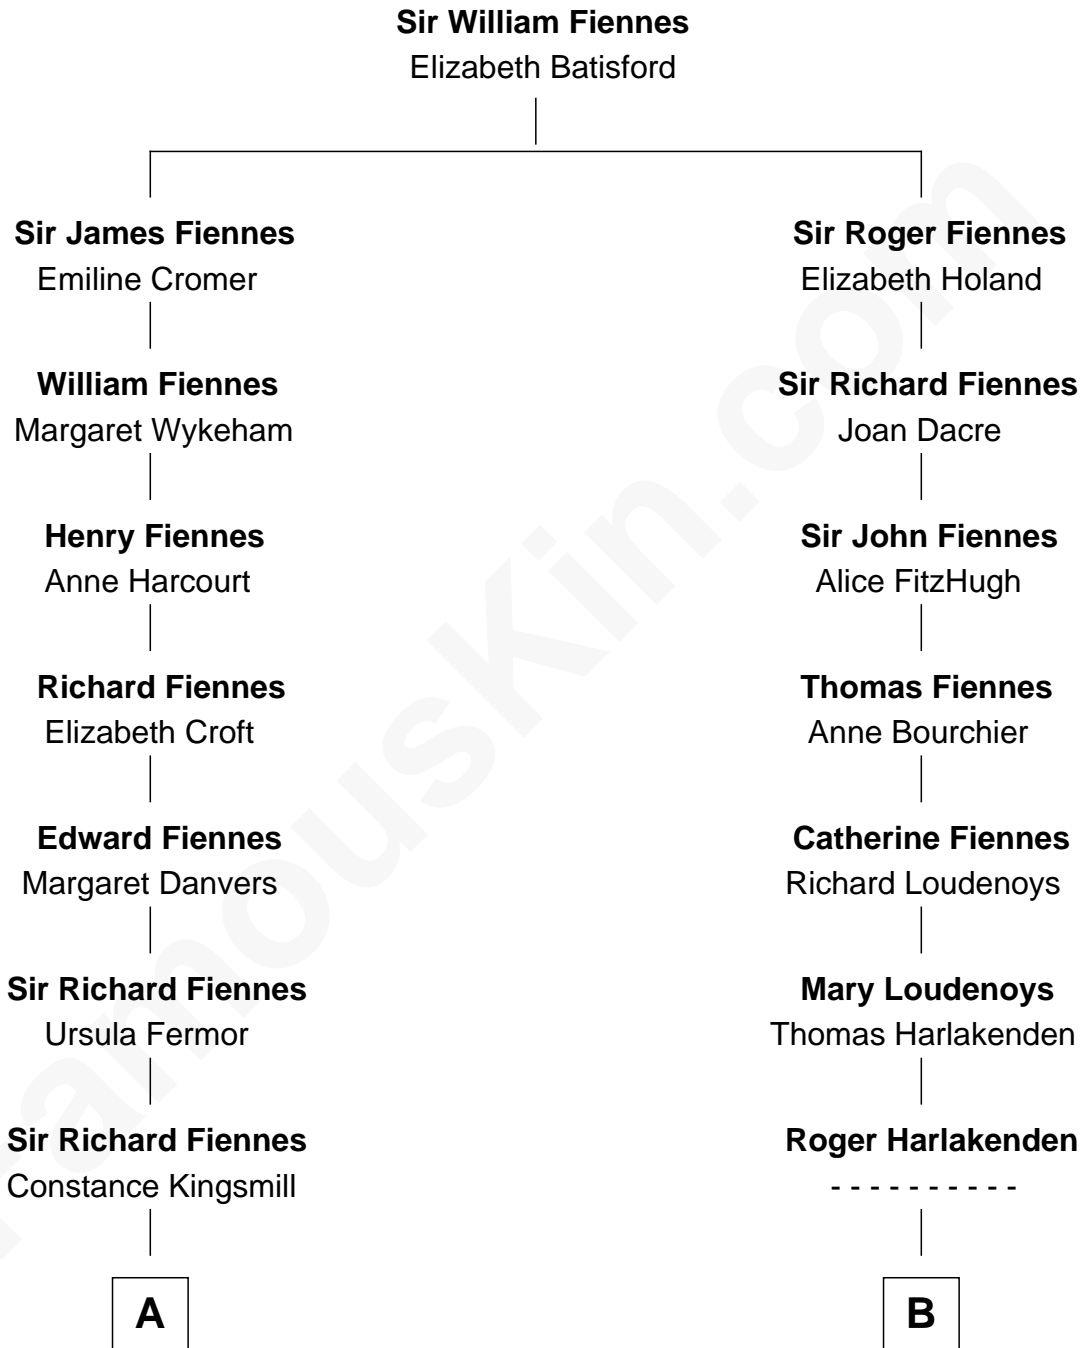 Sir William Fiennes
Elizabeth Batisford
Sir James Fiennes
Emiline Cromer
Sir Roger Fiennes
Elizabeth Holand
William Fiennes
Margaret Wykeham
Sir Richard Fiennes
Joan Dacre
Henry Fiennes
Anne Harcourt
Sir John Fiennes
Alice FitzHugh
Richard Fiennes
Elizabeth Croft
Thomas Fiennes
Anne Bourchier
Edward Fiennes
Margaret Danvers
Catherine Fiennes
Richard Loudenoys
Sir Richard Fiennes
Ursula Fermor
Mary Loudenoys
Thomas Harlakenden
Sir Richard Fiennes
Constance Kingsmill
Roger Harlakenden
- - - - - - - - - -
A
B
FamousKin.com